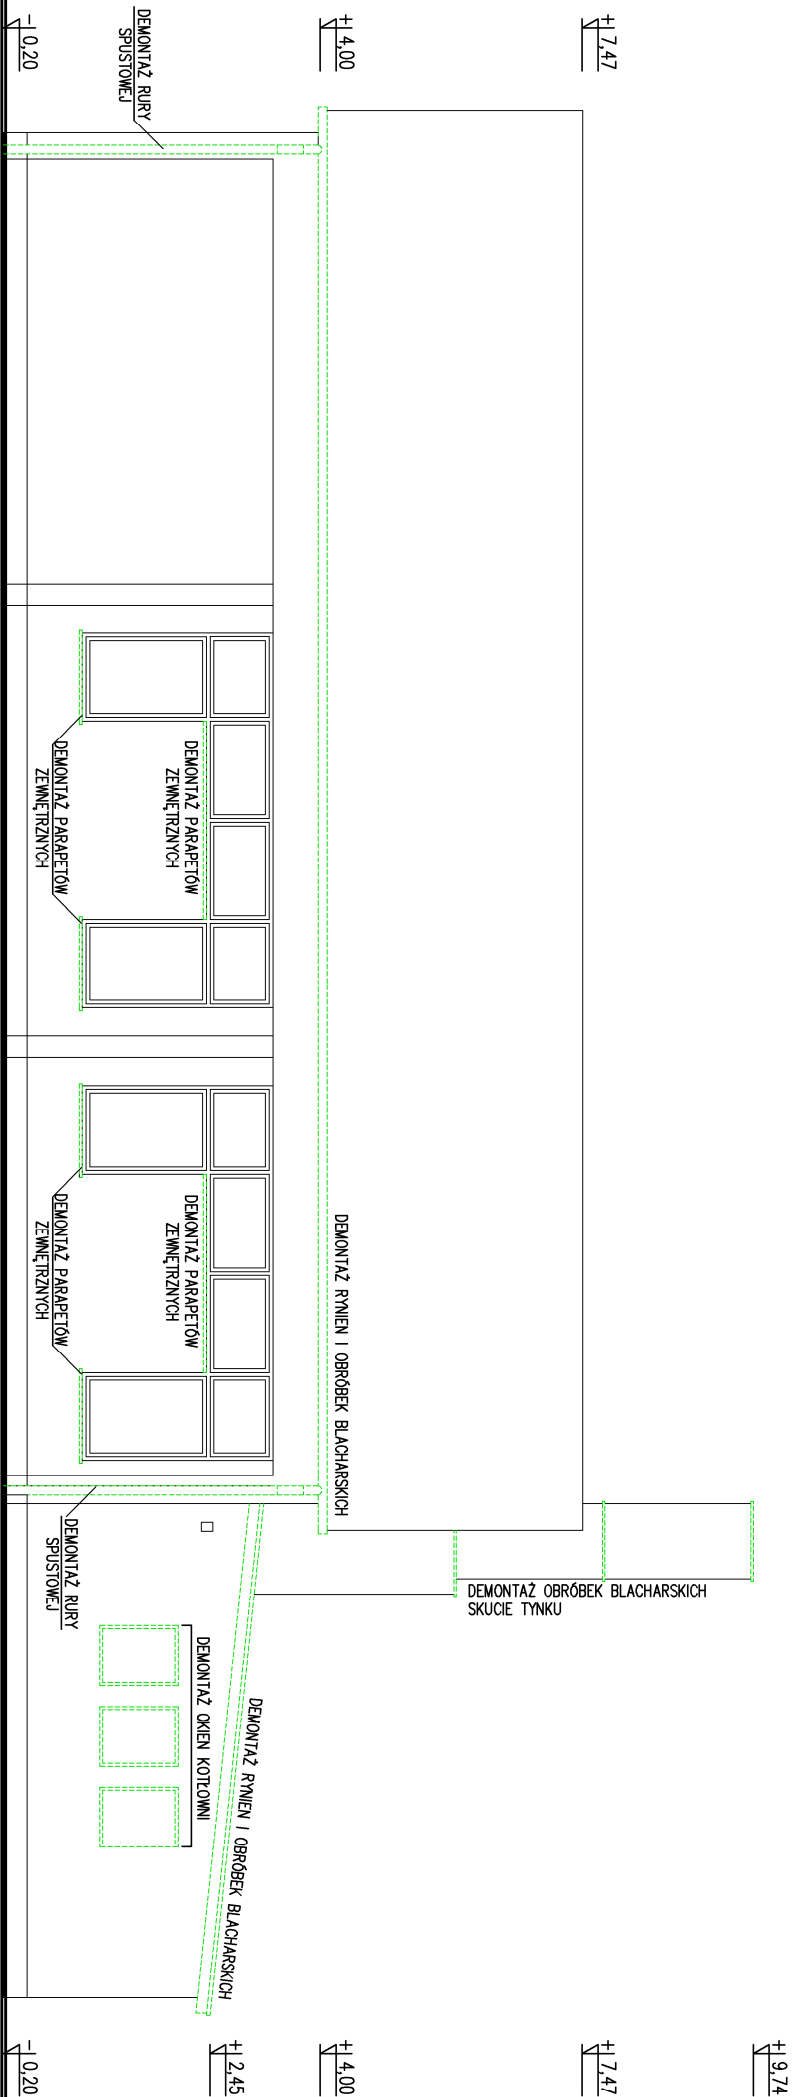 + 9,74
+ 7,47
+ 7,47
+ 4,00
+ 4,00
+ 2,45
- 0,20
- 0,20
DEMONTAŻ RURY
SPUSTOWEJ
DEMONTAŻ PARAPETÓW
ZEWNĘTRZNYCH
DEMONTAŻ PARAPETÓW
ZEWNĘTRZNYCH
DEMONTAŻ PARAPETÓW
ZEWNĘTRZNYCH
DEMONTAŻ PARAPETÓW
ZEWNĘTRZNYCH
DEMONTAŻ RYNIEN I OBRÓBEK BLACHARSKICH
DEMONTAŻ OBRÓBEK BLACHARSKICH
SKUCIE TYNKU
DEMONTAŻ RURY
SPUSTOWEJ
DEMONTAŻ OKIEN KOTŁOWNI
DEMONTAŻ RYNIEN I OBRÓBEK BLACHARSKICH